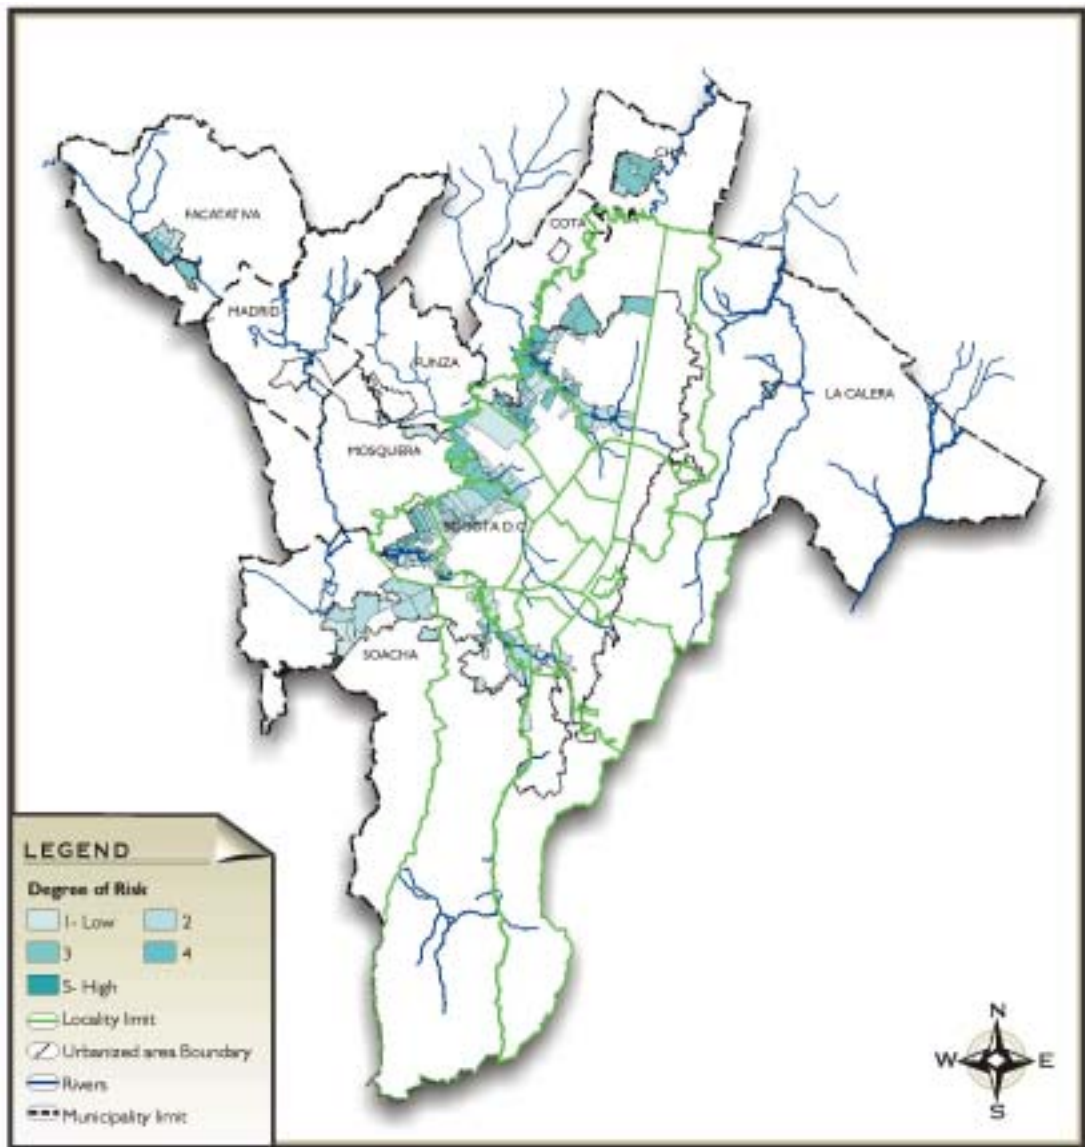 CHIA
FACATATIVA
COTA
MADRID
FUNZA
LA CALERA
MOSQUERA
BOGOTA D.C
SOACHA
LEGEND
Degree of Risk
1- Low 2
3 4
5- High
Locality limit
Urbanized area Boundary
Rivers
Municipality limit
N
W E
S